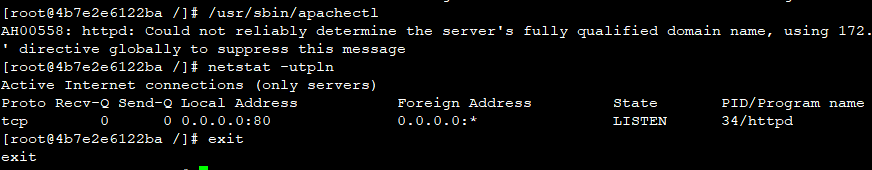 [root@4b7e2e6122ba /]# /usr/sbin/apachectl
AH00558: httpd: Could not reliably determine the server's fully qualified domain name, using 172.
' directive globally to suppress this message
[root@4b7e2e6122ba /]# netstat -utpln
Active Internet connections (only servers)
Proto Recv-Q Send-Q Local Address           Foreign Address         State       PID/Program name
tcp        0      0 0.0.0.0:80              0.0.0.0:*               LISTEN      34/httpd
[root@4b7e2e6122ba /]# exit
exit